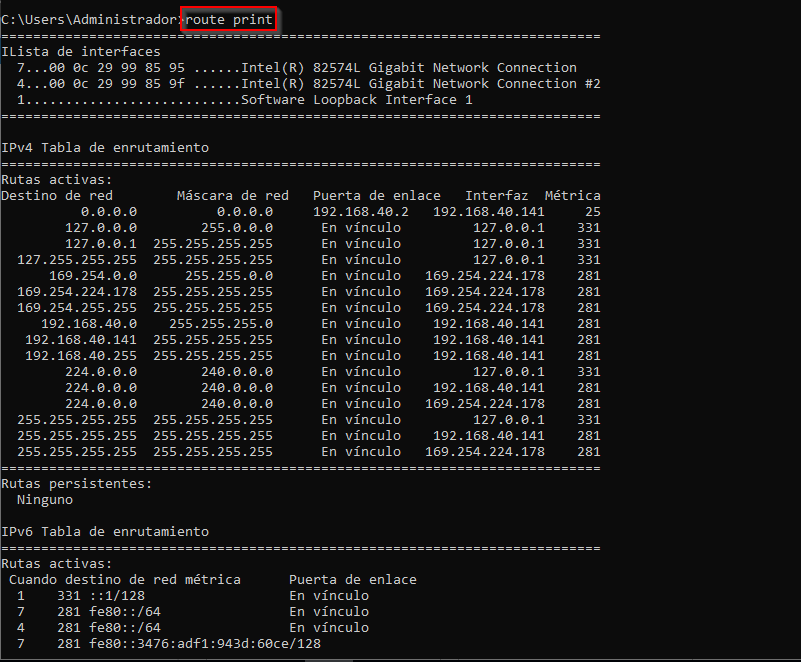 C:\Users\Administrador>route print
===========================================================================
ILista de interfaces
  7...00 0c 29 99 85 95 ......Intel(R) 82574L Gigabit Network Connection
  4...00 0c 29 99 85 9f ......Intel(R) 82574L Gigabit Network Connection #2
  1...........................Software Loopback Interface 1
===========================================================================
IPv4 Tabla de enrutamiento
===========================================================================
Rutas activas:
Destino de red        Máscara de red   Puerta de enlace   Interfaz  Métrica
          0.0.0.0          0.0.0.0     192.168.40.2   192.168.40.141     25
        127.0.0.0        255.0.0.0      En vínculo         127.0.0.1    331
        127.0.0.1  255.255.255.255      En vínculo         127.0.0.1    331
  127.255.255.255  255.255.255.255      En vínculo         127.0.0.1    331
      169.254.0.0      255.255.0.0      En vínculo   169.254.224.178    281
  169.254.224.178  255.255.255.255      En vínculo   169.254.224.178    281
  169.254.255.255  255.255.255.255      En vínculo   169.254.224.178    281
     192.168.40.0    255.255.255.0      En vínculo    192.168.40.141    281
   192.168.40.141  255.255.255.255      En vínculo    192.168.40.141    281
   192.168.40.255  255.255.255.255      En vínculo    192.168.40.141    281
        224.0.0.0        240.0.0.0      En vínculo         127.0.0.1    331
        224.0.0.0        240.0.0.0      En vínculo    192.168.40.141    281
        224.0.0.0        240.0.0.0      En vínculo   169.254.224.178    281
  255.255.255.255  255.255.255.255      En vínculo         127.0.0.1    331
  255.255.255.255  255.255.255.255      En vínculo    192.168.40.141    281
  255.255.255.255  255.255.255.255      En vínculo   169.254.224.178    281
===========================================================================
Rutas persistentes:
  Ninguno
IPv6 Tabla de enrutamiento
===========================================================================
Rutas activas:
 Cuando destino de red métrica      Puerta de enlace
  1    331 ::1/128                  En vínculo
  7    281 fe80::/64                En vínculo
  4    281 fe80::/64                En vínculo
  7    281 fe80::3476:adf1:943d:60ce/128